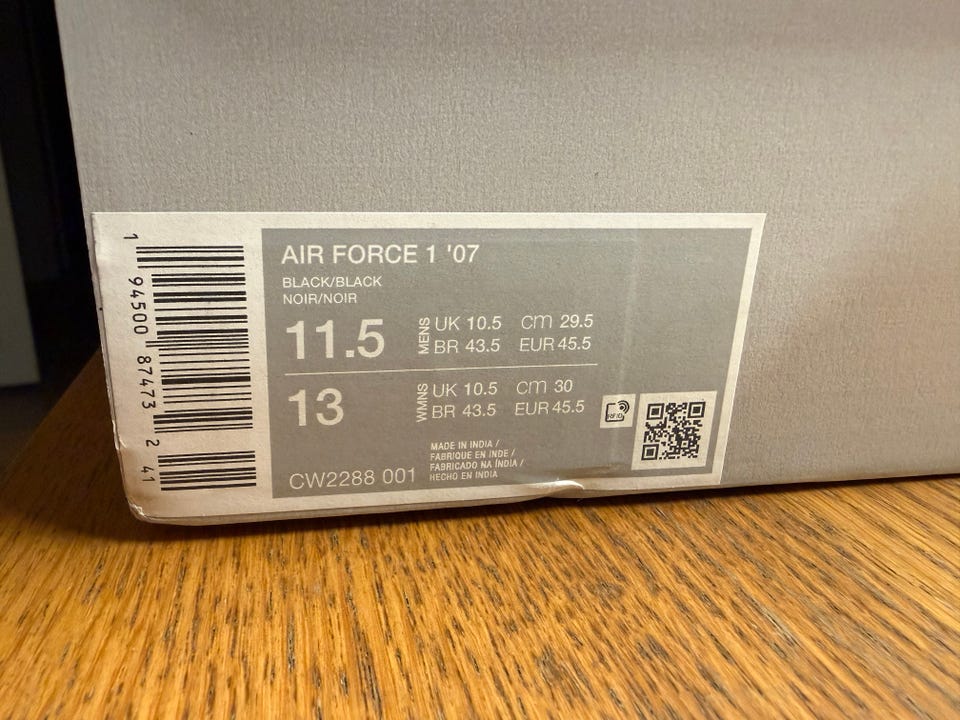 1 94500 87473 2 41
AIR FORCE 1 '07
BLACK/BLACK
NOIR/NOIR
11.5 MENS UK 10.5 cm 29.5
BR 43.5 EUR 45.5
13 WMNS UK 10.5 cm 30
BR 43.5 EUR 45.5
RFID
MADE IN INDIA /
FABRIQUE EN INDE /
FABRICADO NA ÍNDIA /
HECHO EN INDIA
CW2288 001